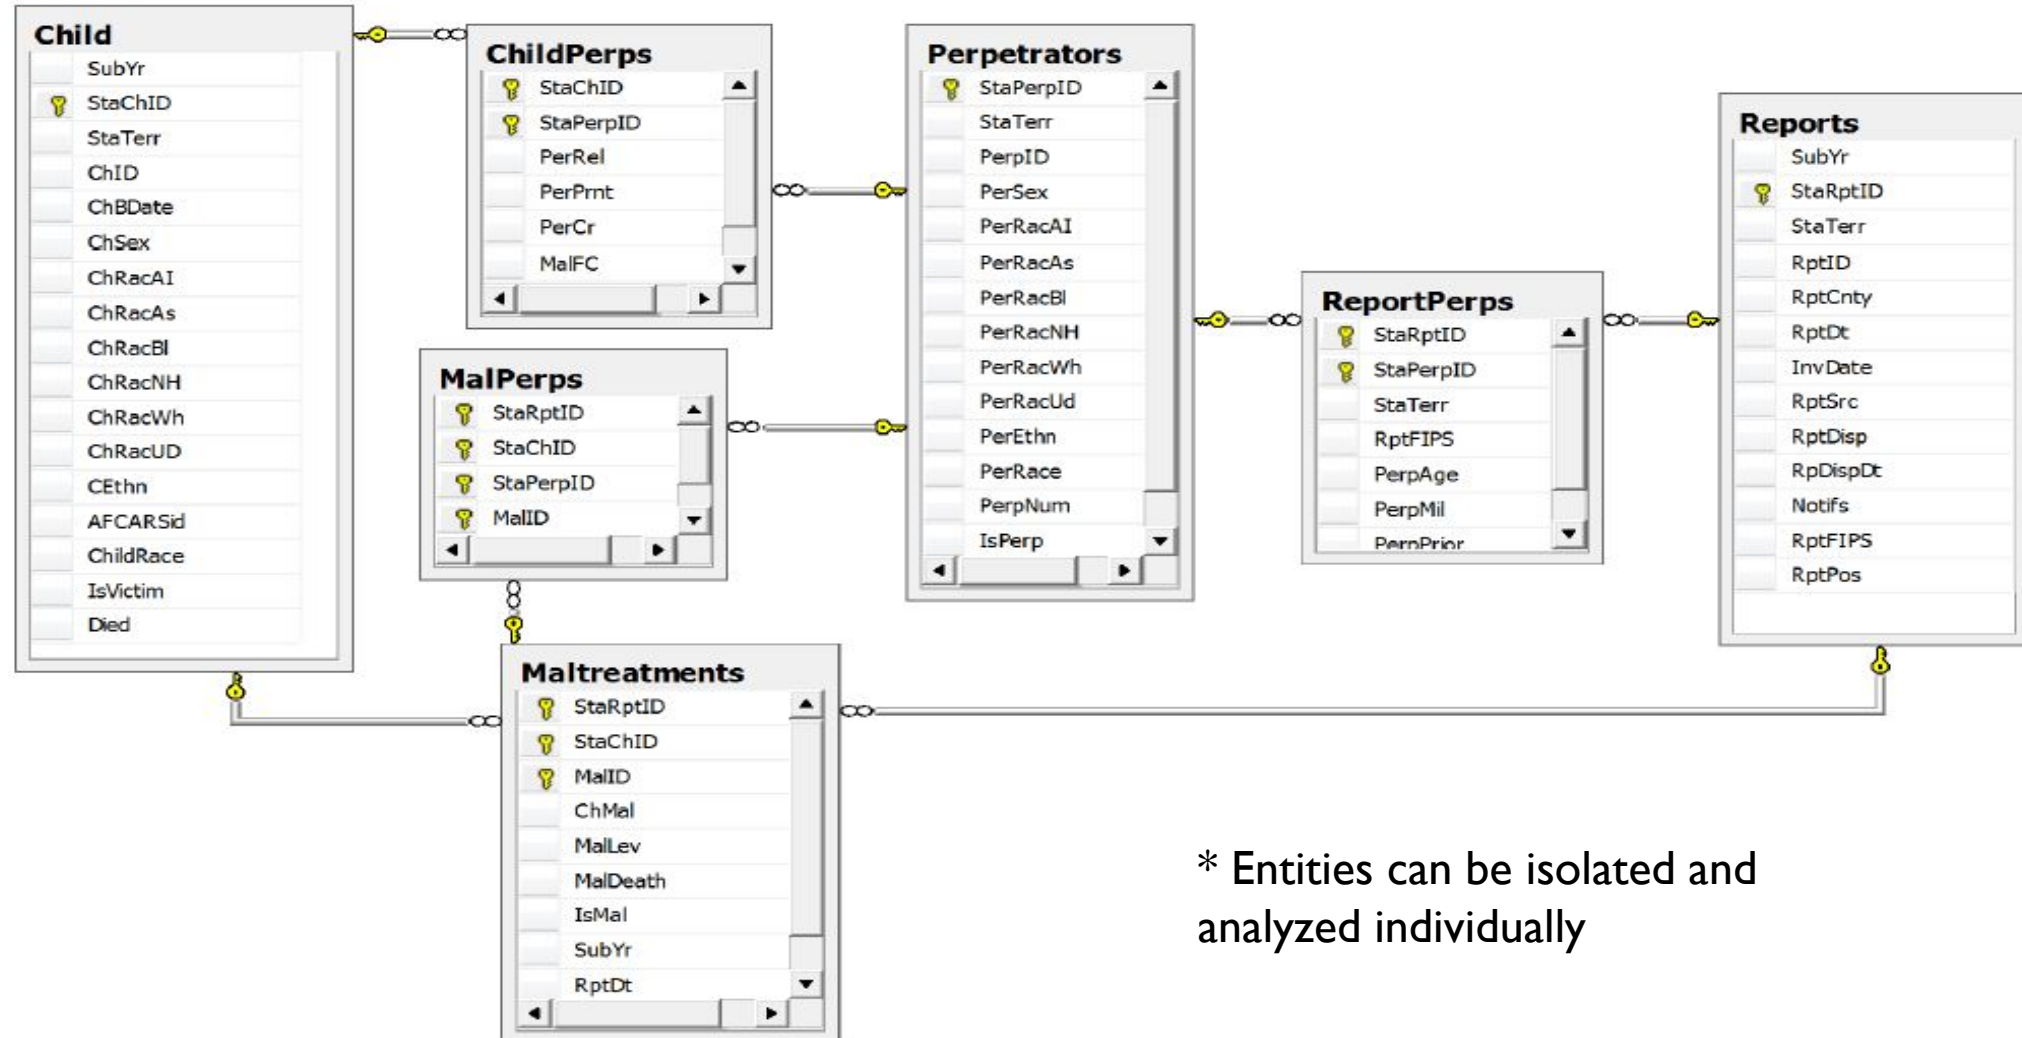 Child
SubYr
StaChID
StaTerr
ChID
ChBDate
ChSex
ChRacAI
ChRacAs
ChRacBl
ChRacNH
ChRacWh
ChRacUD
CEthn
AFCARSid
ChildRace
IsVictim
Died
ChildPerps
StaChID
StaPerpID
PerRel
PerPrnt
PerCr
MalFC
MalPerps
StaRptID
StaChID
StaPerpID
MalID
Maltreatments
StaRptID
StaChID
MalID
ChMal
MalLev
MalDeath
IsMal
SubYr
RptDt
Perpetrators
StaPerpID
StaTerr
PerpID
PerSex
PerRacAI
PerRacAs
PerRacBl
PerRacNH
PerRacWh
PerRacUd
PerEthn
PerRace
PerpNum
IsPerp
ReportPerps
StaRptID
StaPerpID
StaTerr
RptFIPS
PerpAge
PerpMil
PerpPrior
Reports
SubYr
StaRptID
StaTerr
RptID
RptCnty
RptDt
InvDate
RptSrc
RptDisp
RpDispDt
Notifs
RptFIPS
RptPos
* Entities can be isolated and
analyzed individually